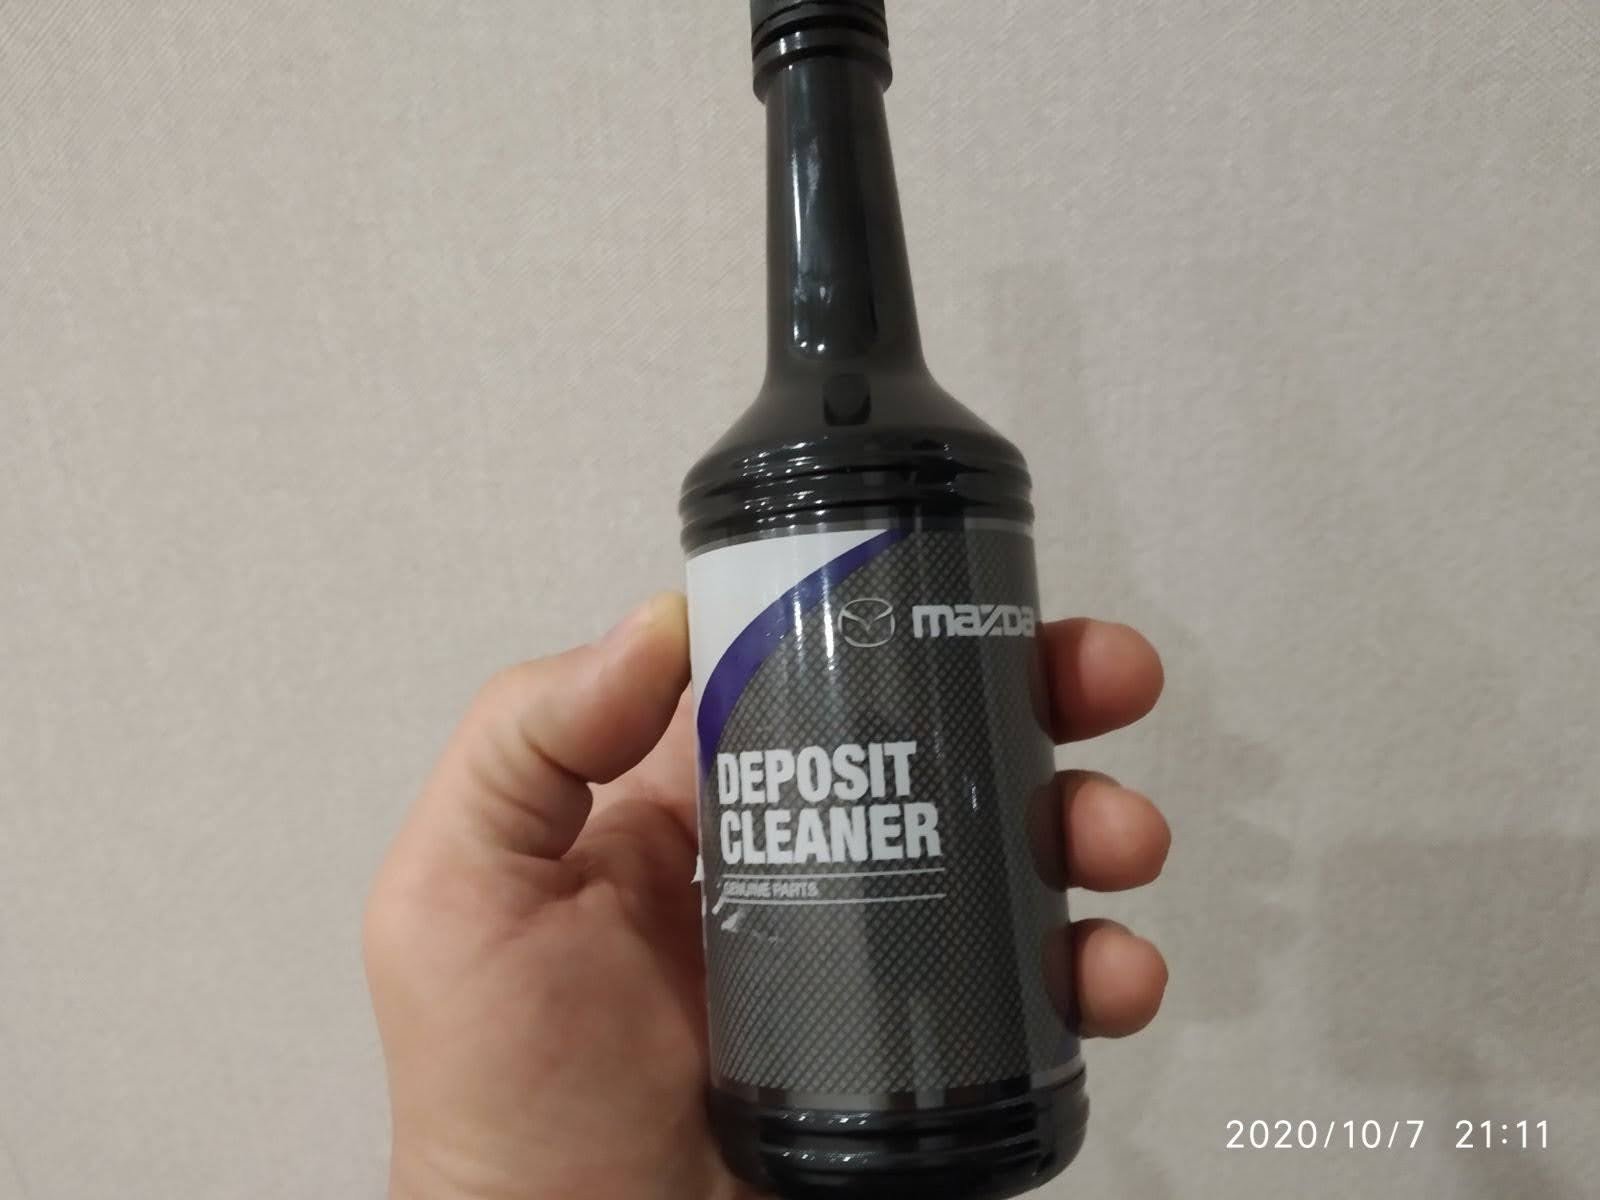 mazda
DEPOSIT
CLEANER
GENUINE PARTS
2020/10/7 21:11